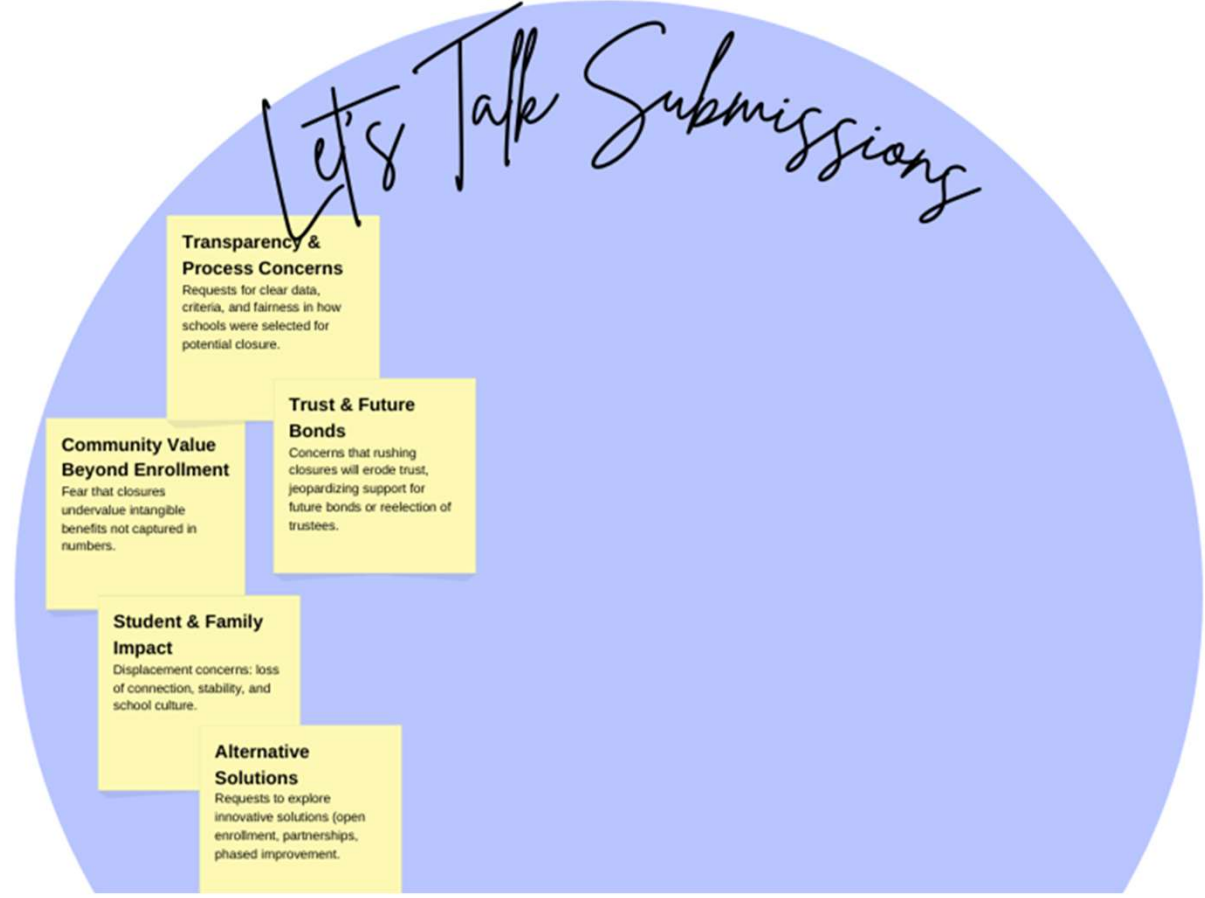 Let's Talk Submissions
Transparency &
Process Concerns
Requests for clear data,
criteria, and fairness in how
schools were selected for
potential closure.
Trust & Future
Bonds
Concerns that rushing
closures will erode trust,
jeopardizing support for
future bonds or reelection of
trustees.
Community Value
Beyond Enrollment
Fear that closures
undervalue intangible
benefits not captured in
numbers.
Student & Family
Impact
Displacement concerns: loss
of connection, stability, and
school culture.
Alternative
Solutions
Requests to explore
innovative solutions (open
enrollment, partnerships,
phased improvement.